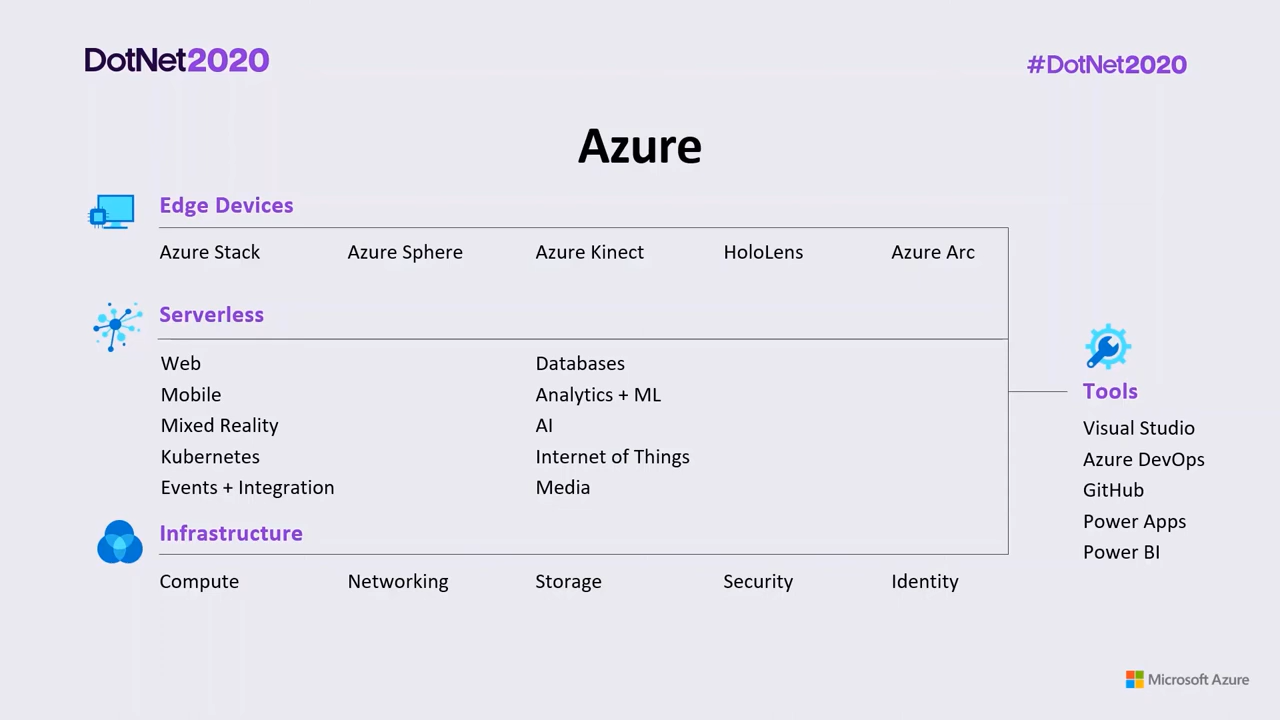 DotNet2020
#DotNet2020
Azure
Edge Devices
Azure Stack Azure Sphere Azure Kinect HoloLens Azure Arc
Serverless
Web
Mobile
Mixed Reality
Kubernetes
Events + Integration
Databases
Analytics + ML
AI
Internet of Things
Media
Infrastructure
Compute Networking Storage Security Identity
Tools
Visual Studio
Azure DevOps
GitHub
Power Apps
Power BI
Microsoft Azure